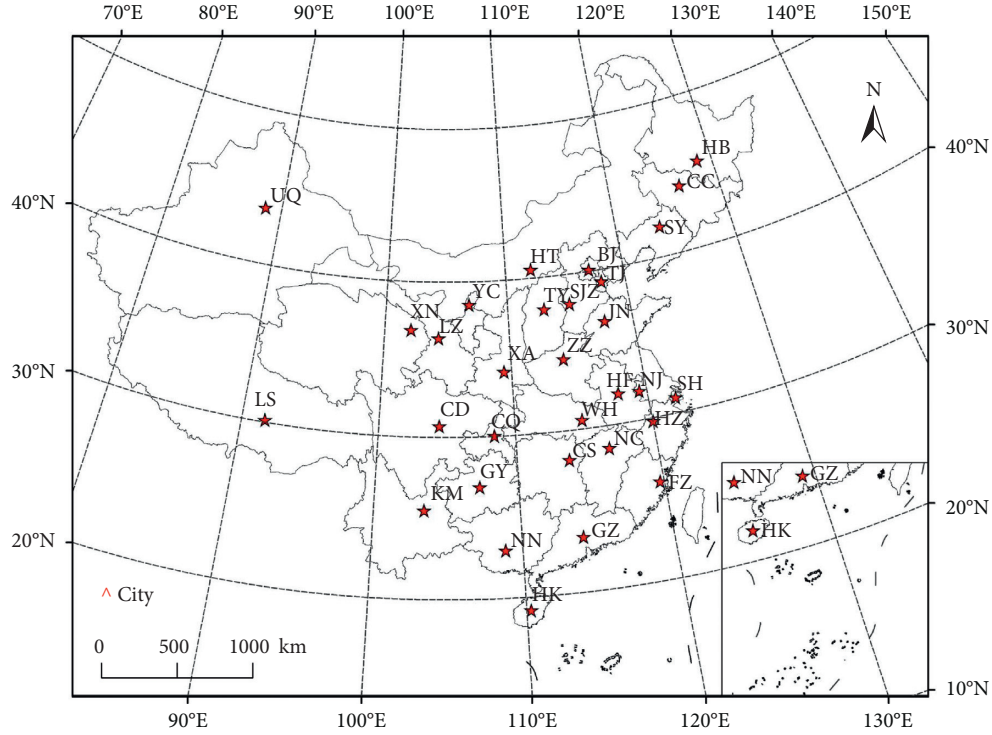 70°E 80°E 90°E 100°E 110°E 120°E 130°E 140°E 150°E
N
HB
40°N
CC
UQ
40°N
SY
HT
BJ
TJ
YC
TY
SJZ
XN
JN
30°N
LZ
ZZ
XA
30°N
HF
NJ
SH
LS
CD
WH
HZ
CQ
NC
CS
GY
NN
GZ
FZ
KM
20°N
HK
GZ
20°N
NN
^ City
HK
0 500 1000 km
10°N
90°E 100°E 110°E 120°E 130°E